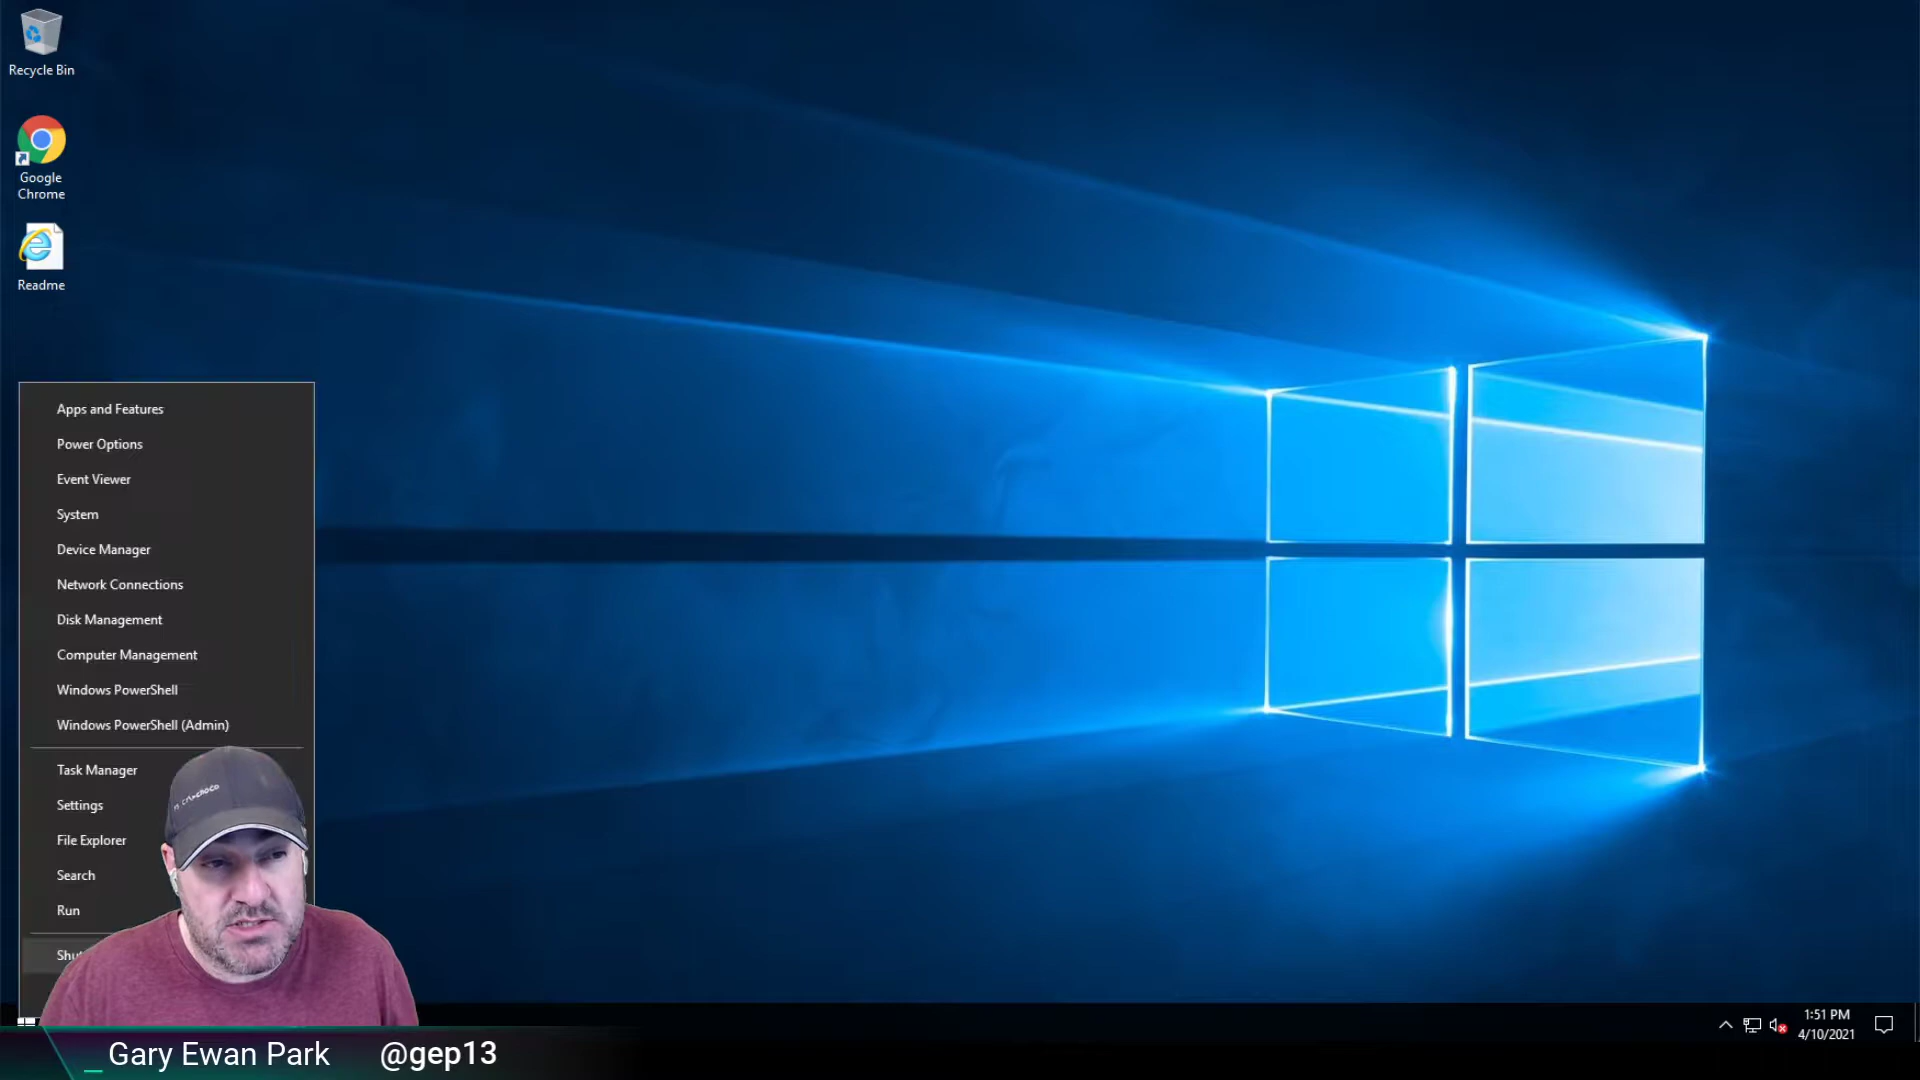 Recycle Bin
Google
Chrome
Readme
Apps and Features
Power Options
Event Viewer
System
Device Manager
Network Connections
Disk Management
Computer Management
Windows PowerShell
Windows PowerShell (Admin)
Task Manager
Settings
File Explorer
Search
Run
1:51 PM
4/10/2021
_ Gary Ewan Park @gep13